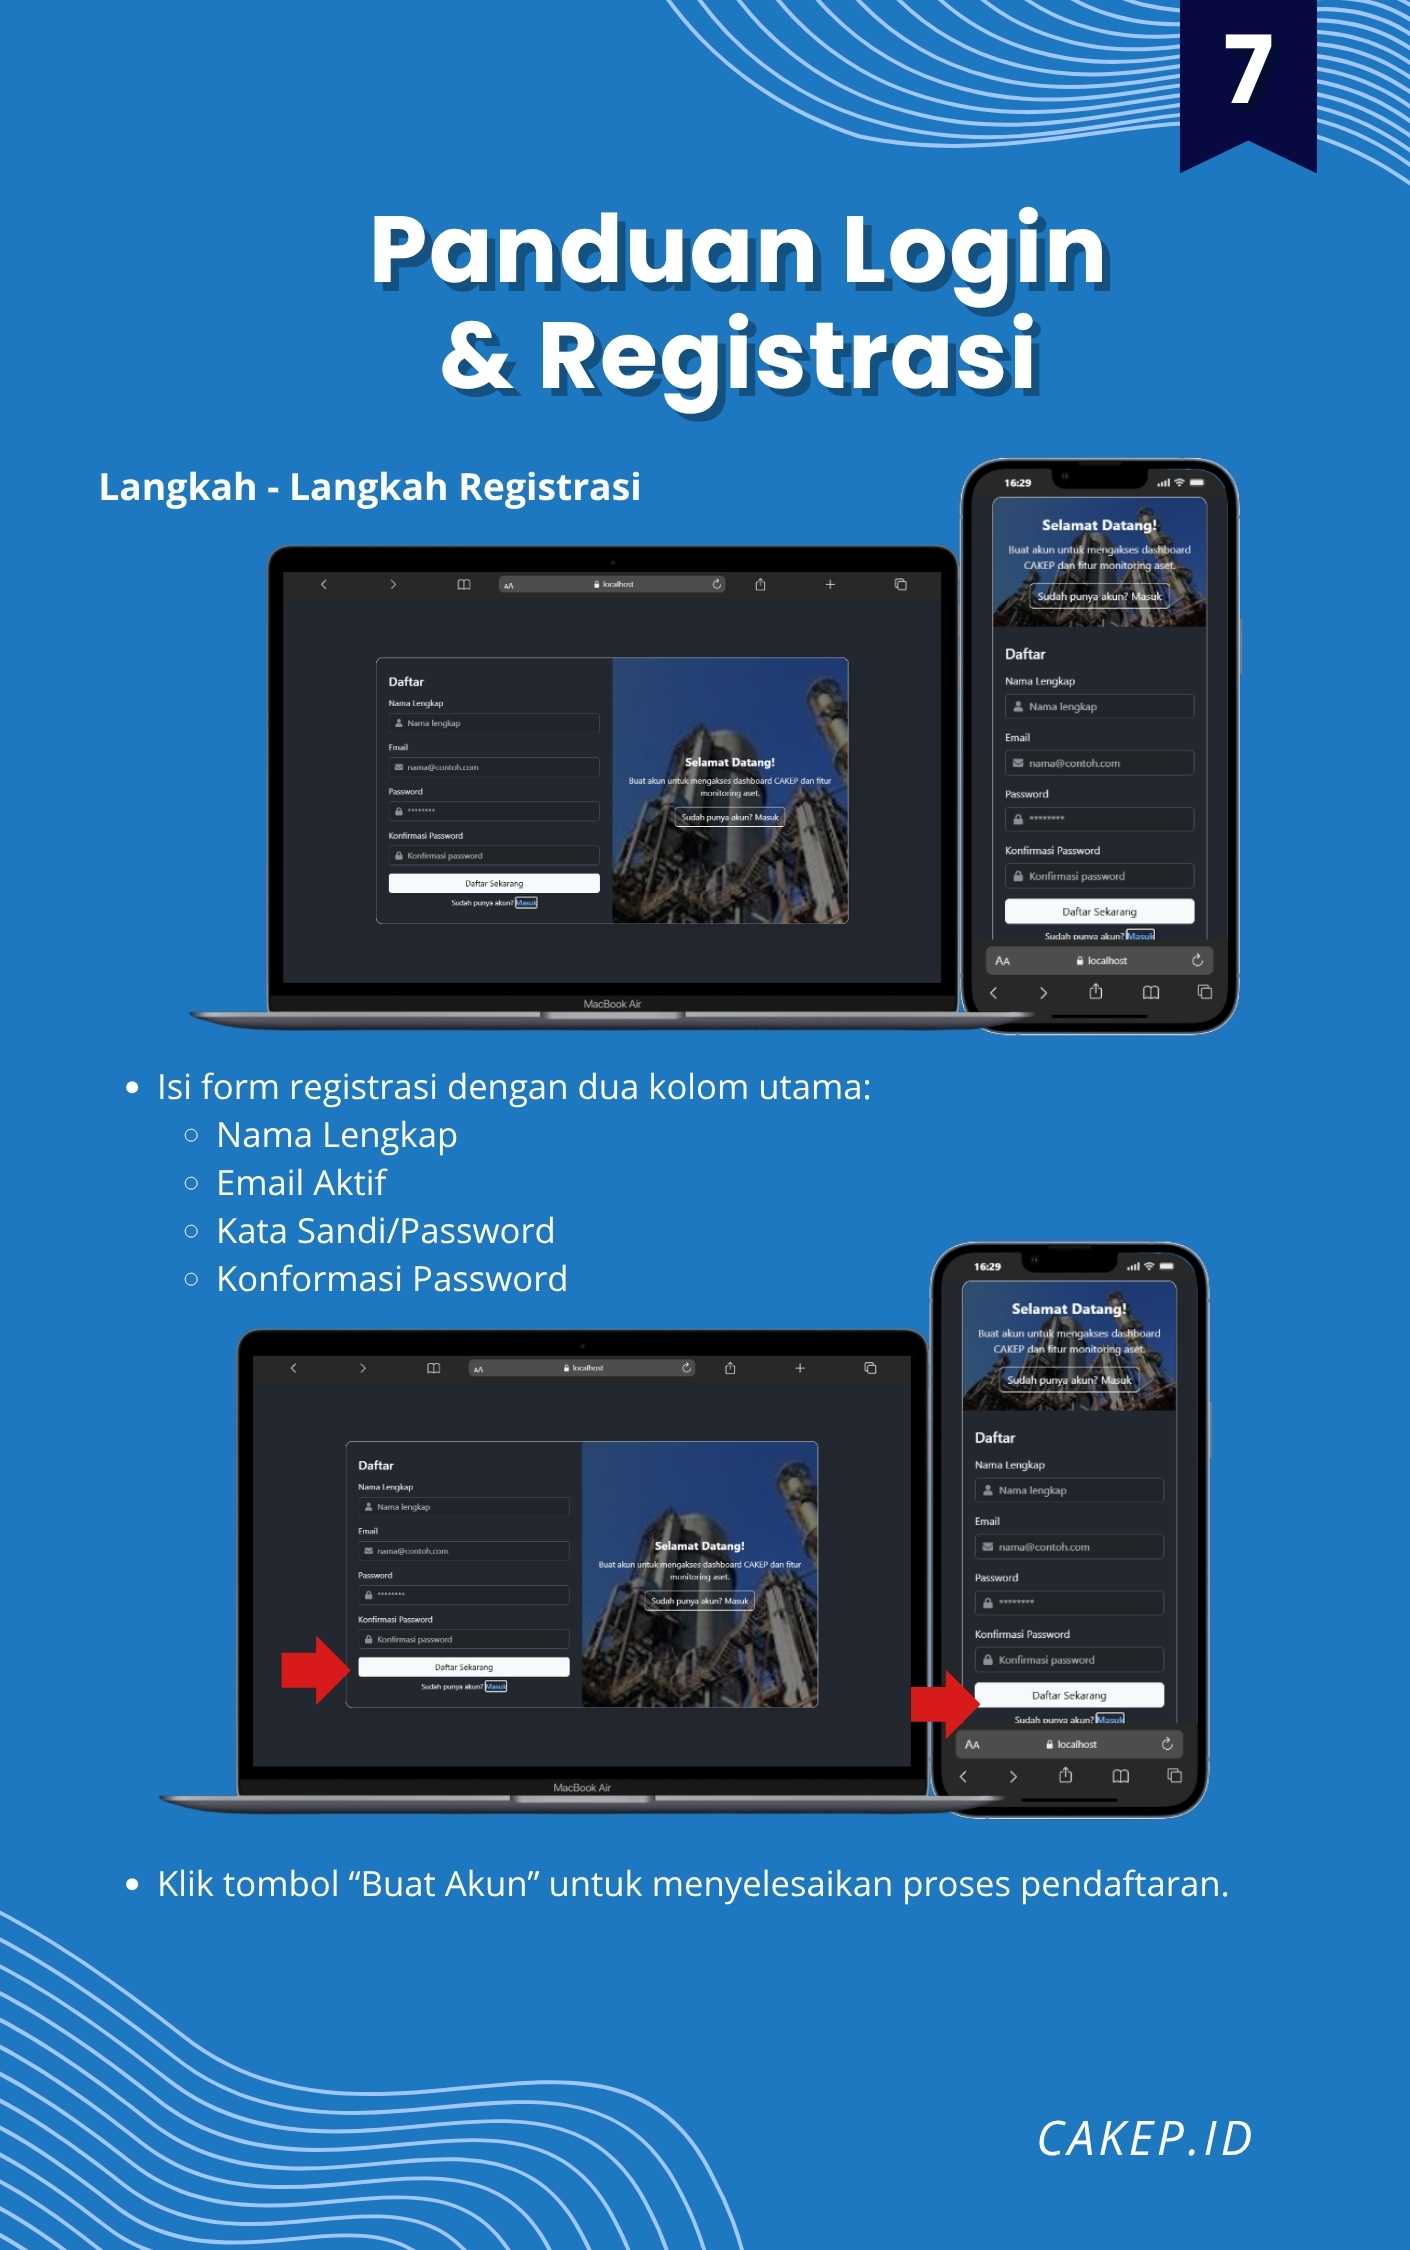 7
Panduan Login
& Registrasi
Langkah - Langkah Registrasi
16:29
Selamat Datang!
Buat akun untuk mengakses dashboard
CAKEP dan fitur monitoring aset.
Sudah punya akun? Masuk
Daftar
Nama Lengkap
Nama lengkap
Email
nama@contoh.com
Password
********
Konfirmasi Password
Konfirmasi password
Daftar Sekarang
Sudah punya akun? Masuk
AA localhost
AA localhost
Daftar
Nama Lengkap
Nama lengkap
Email
nama@contoh.com
Password
********
Konfirmasi Password
Konfirmasi password
Daftar Sekarang
Sudah punya akun? Masuk
Selamat Datang!
Buat akun untuk mengakses dashboard CAKEP dan fitur
monitoring aset.
Sudah punya akun? Masuk
MacBook Air
• Isi form registrasi dengan dua kolom utama:
◦ Nama Lengkap
◦ Email Aktif
◦ Kata Sandi/Password
◦ Konformasi Password
16:29
Selamat Datang!
Buat akun untuk mengakses dashboard
CAKEP dan fitur monitoring aset.
Sudah punya akun? Masuk
Daftar
Nama Lengkap
Nama lengkap
Email
nama@contoh.com
Password
********
Konfirmasi Password
Konfirmasi password
Daftar Sekarang
Sudah punya akun? Masuk
AA localhost
AA localhost
Daftar
Nama Lengkap
Nama lengkap
Email
nama@contoh.com
Password
********
Konfirmasi Password
Konfirmasi password
Daftar Sekarang
Sudah punya akun? Masuk
Selamat Datang!
Buat akun untuk mengakses dashboard CAKEP dan fitur
monitoring aset.
Sudah punya akun? Masuk
MacBook Air
• Klik tombol “Buat Akun” untuk menyelesaikan proses pendaftaran.
CAKEP.ID